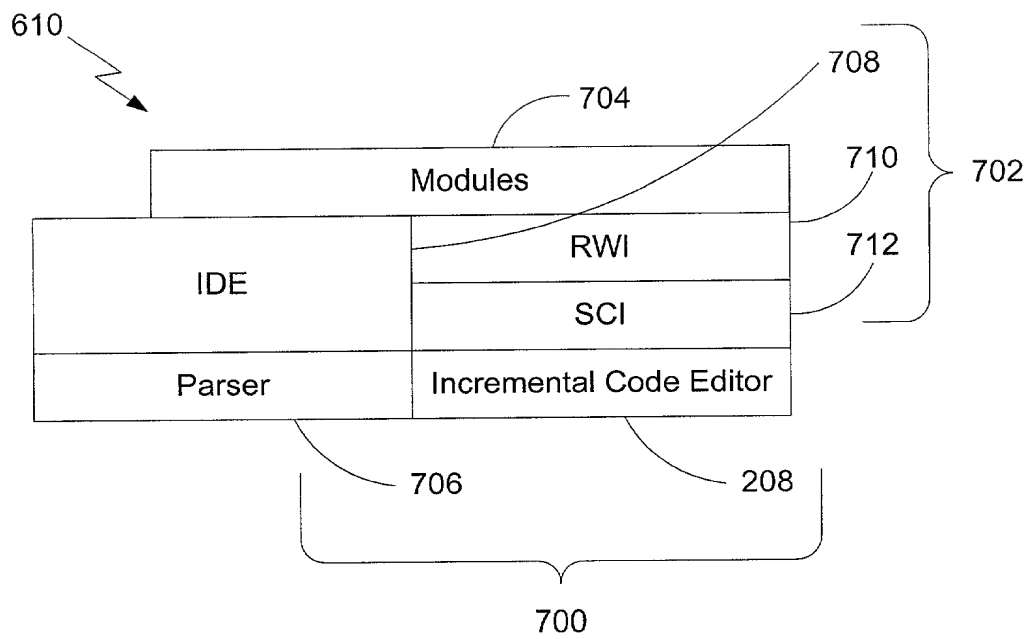 610
708
704
Modules
710
702
IDE
RWI
712
SCI
Parser
Incremental Code Editor
706
208
700